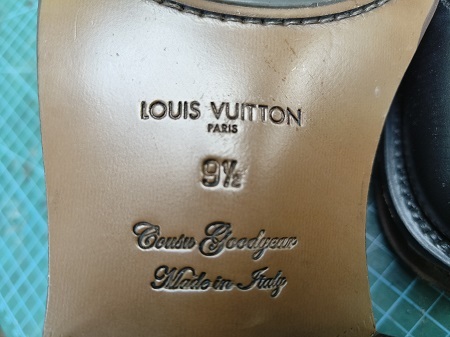 LOUIS VUITTON
PARIS
9½
Cousu Goodyear
Made in Italy